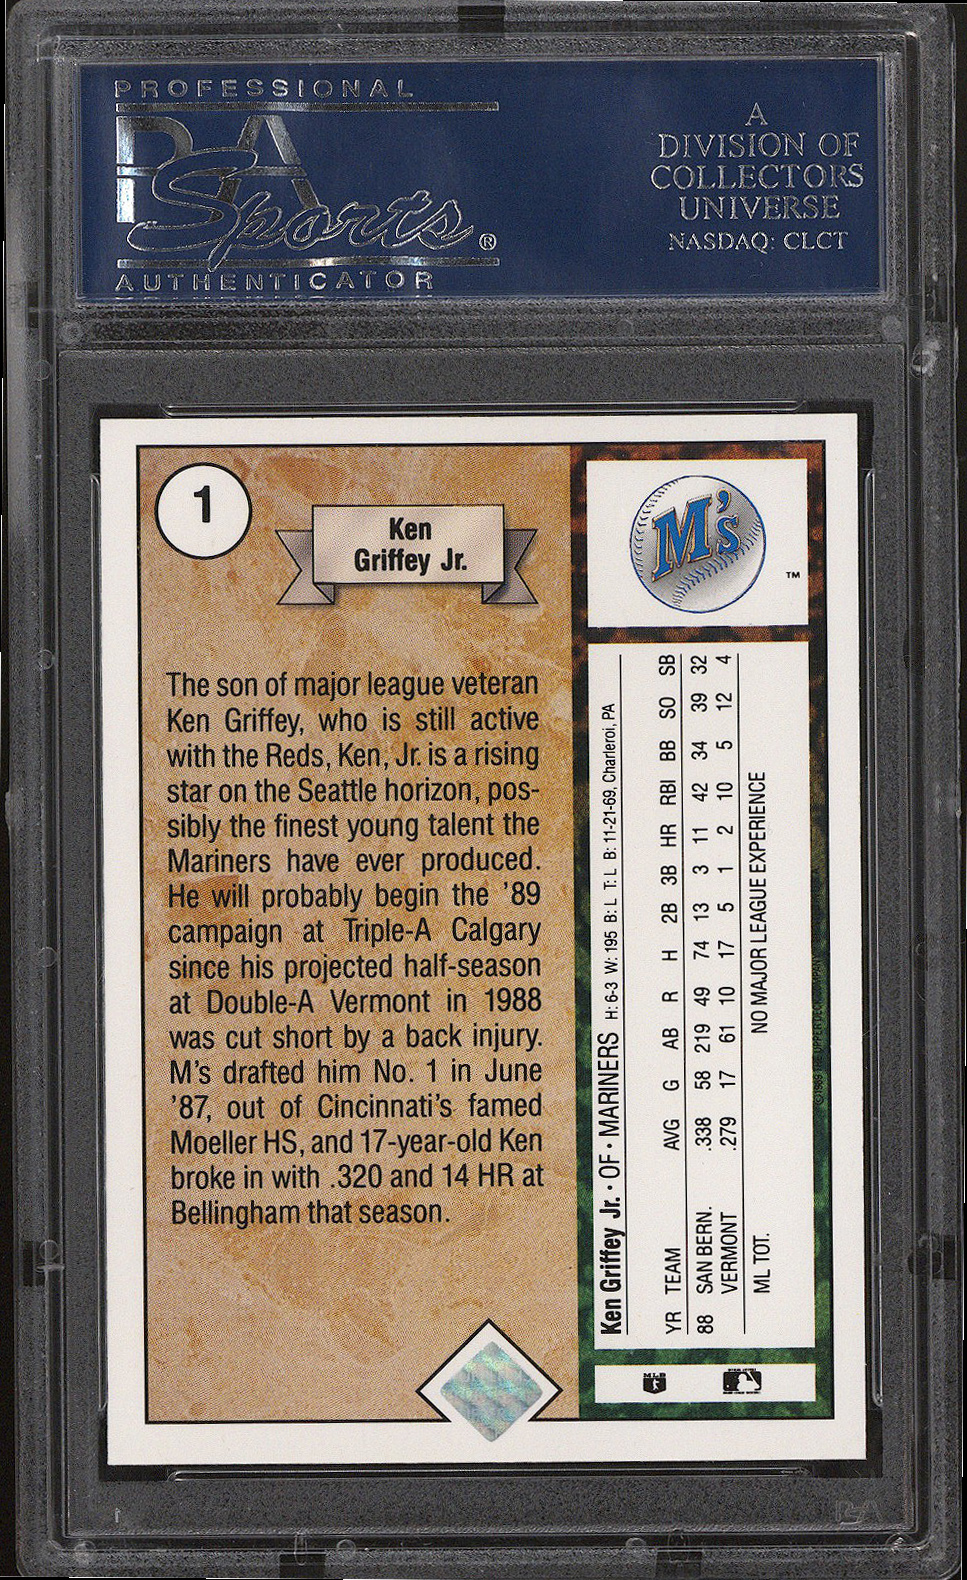 PROFESSIONAL
PSA
Sports®
AUTHENTICATOR
A
DIVISION OF
COLLECTORS
UNIVERSE
NASDAQ: CLCT
1
Ken
Griffey Jr.
The son of major league veteran
Ken Griffey, who is still active
with the Reds, Ken, Jr. is a rising
star on the Seattle horizon, pos-
sibly the finest young talent the
Mariners have ever produced.
He will probably begin the '89
campaign at Triple-A Calgary
since his projected half-season
at Double-A Vermont in 1988
was cut short by a back injury.
M's drafted him No. 1 in June
'87, out of Cincinnati's famed
Moeller HS, and 17-year-old Ken
broke in with .320 and 14 HR at
Bellingham that season.
M's
TM
Ken Griffey Jr. • OF • MARINERS H: 6-3 W: 195 B: L T: L B: 11-21-69, Charleroi, PA
YR TEAM AVG G AB R H 2B 3B HR RBI BB SO SB
88 SAN BERN. .338 58 219 49 74 13 3 11 42 34 39 32
VERMONT .279 17 61 10 17 5 1 2 10 5 12 4
ML TOT. NO MAJOR LEAGUE EXPERIENCE
©1989 THE UPPER DECK COMPANY